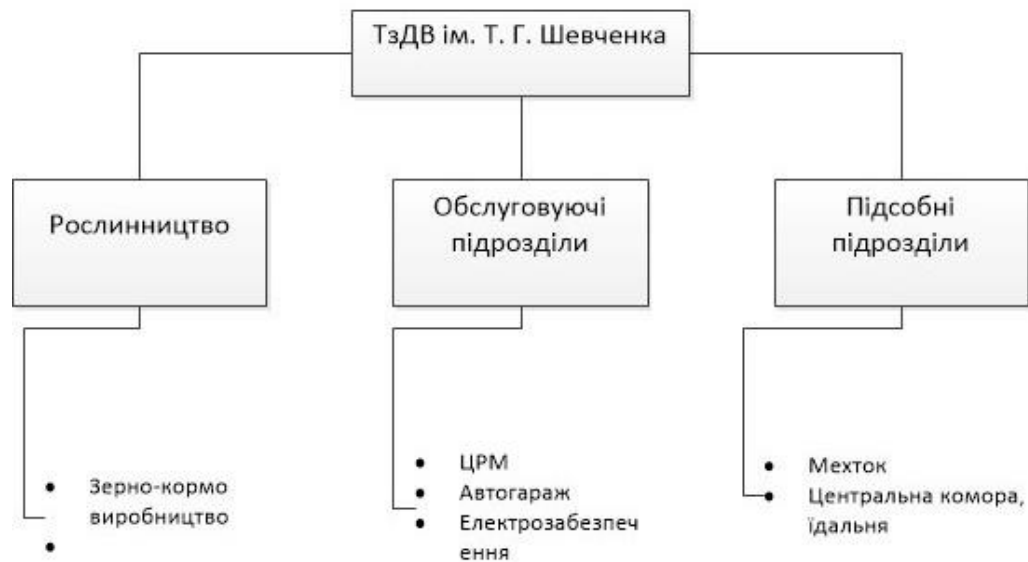 ТзДВ ім. Т. Г. Шевченка
Рослинництво
Обслуговуючі
підрозділи
Підсобні
підрозділи
• Зерно-кормо
виробництво
•
• ЦРМ
• Автогараж
• Електрозабезпеч
ення
• Мехток
• Центральна комора,
їдальня